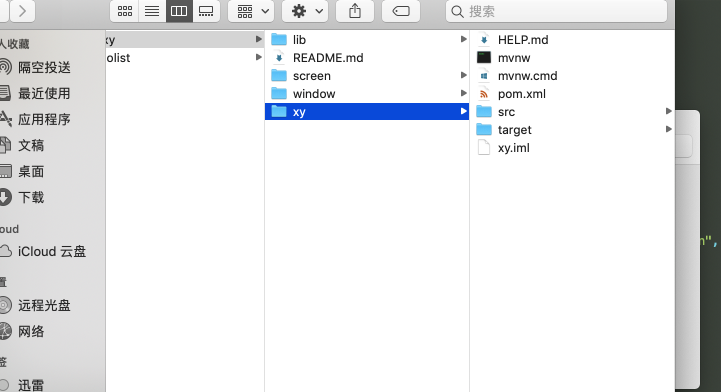 搜索
人收藏
隔空投送
最近使用
应用程序
文稿
桌面
下载
oud
iCloud 云盘
置
远程光盘
网络
签
迅雷
xy
olist
lib
README.md
screen
window
xy
HELP.md
mvnw
mvnw.cmd
pom.xml
src
target
xy.iml
",